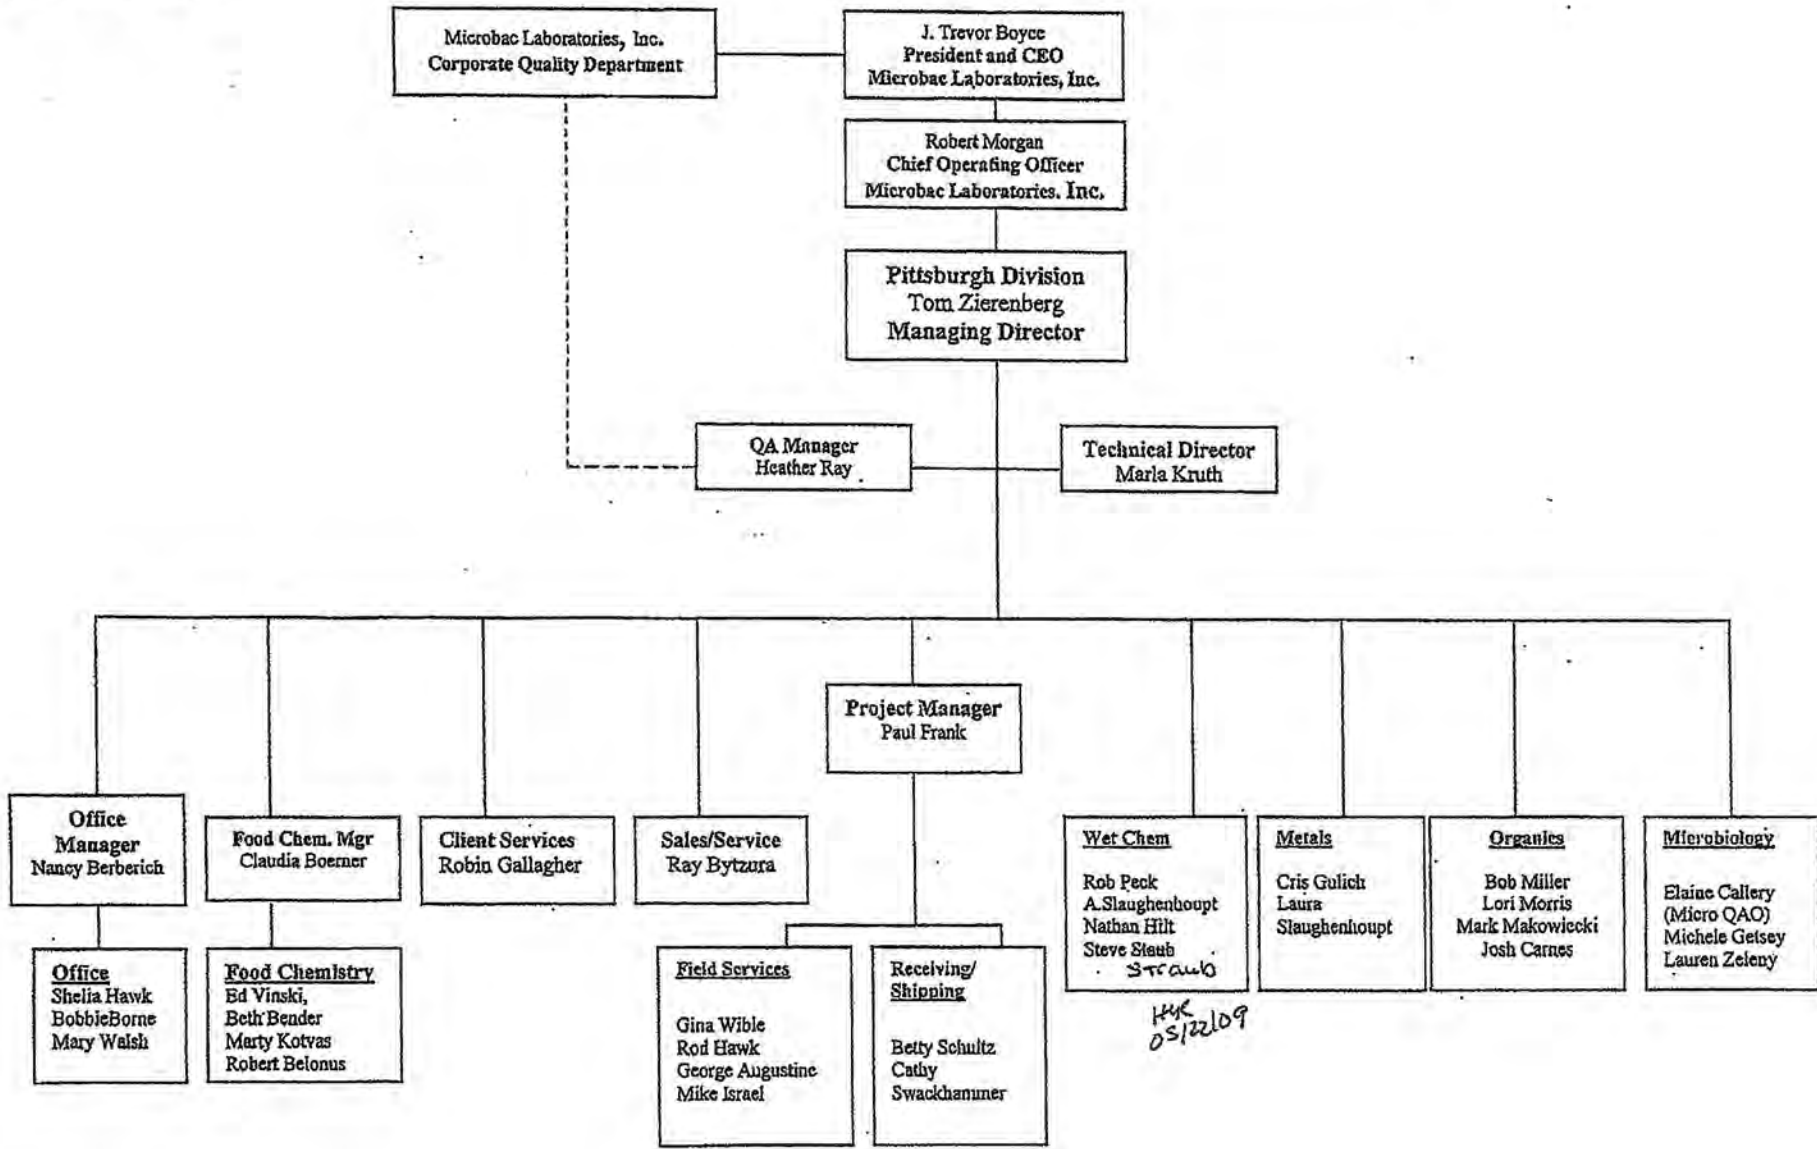 Microbac Laboratories, Inc.
Corporate Quality Department
J. Trevor Boyce
President and CEO
Microbac Laboratories, Inc.
Robert Morgan
Chief Operating Officer
Microbac Laboratories. Inc.
Pittsburgh Division
Tom Zierenberg
Managing Director
QA Manager
Heather Ray
Technical Director
Marla Kruth
Project Manager
Paul Frank
Office
Manager
Nancy Berberich
Food Chem. Mgr
Claudia Boerner
Client Services
Robin Gallagher
Sales/Service
Ray Bytzura
Office
Shelia Hawk
BobbieBorne
Mary Walsh
Food Chemistry
Ed Vinski,
Beth Bender
Marty Kotvas
Robert Belonus
Field Services
Gina Wible
Rod Hawk
George Augustine
Mike Israel
Receiving/
Shipping
Betty Schultz
Cathy
Swackhammer
Wet Chem
Rob Peck
A.Slaughenhoupt
Nathan Hilt
Steve Staub
Straub
05/22/09
Metals
Cris Gulich
Laura
Slaughenhoupt
Organics
Bob Miller
Lori Morris
Mark Makowiecki
Josh Carnes
Microbiology
Elaine Callery
(Micro QAO)
Michele Getsey
Lauren Zeleny